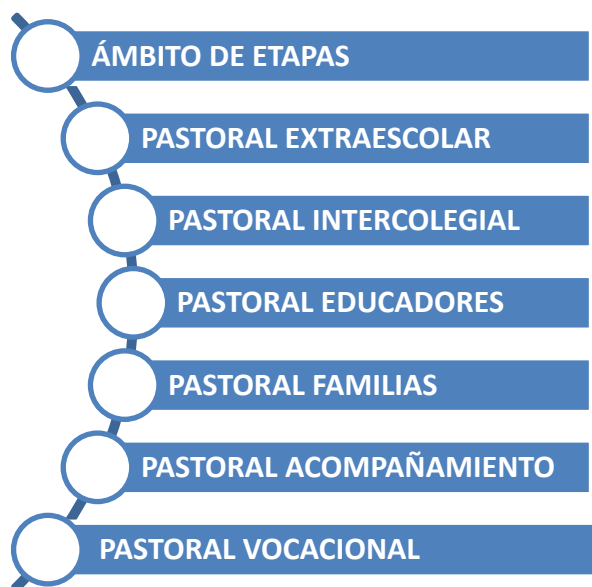 ÁMBITO DE ETAPAS
PASTORAL EXTRAESCOLAR
PASTORAL INTERCOLEGIAL
PASTORAL EDUCADORES
PASTORAL FAMILIAS
PASTORAL ACOMPAÑAMIENTO
PASTORAL VOCACIONAL